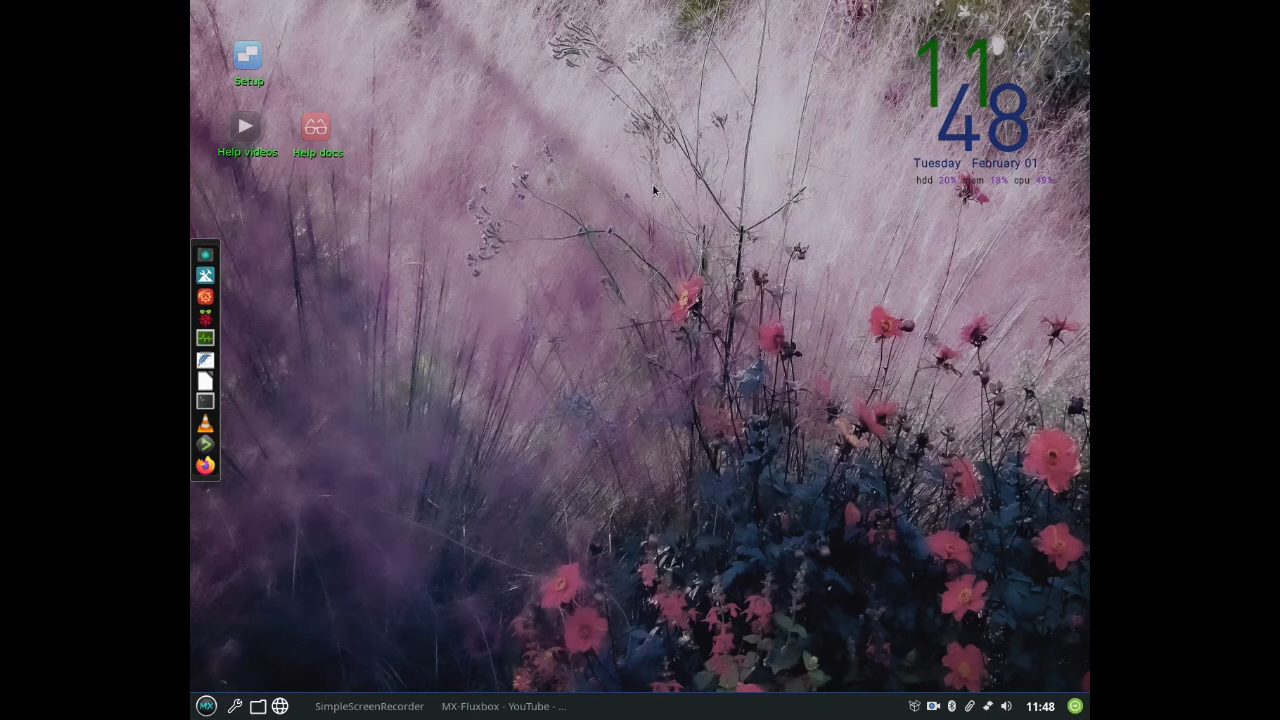 Setup
Help videos
Help docs
11
48
Tuesday February 01
hdd 20% mem 18% cpu 49%
MX
SimpleScreenRecorder
MX-Fluxbox - YouTube - ...
11:48